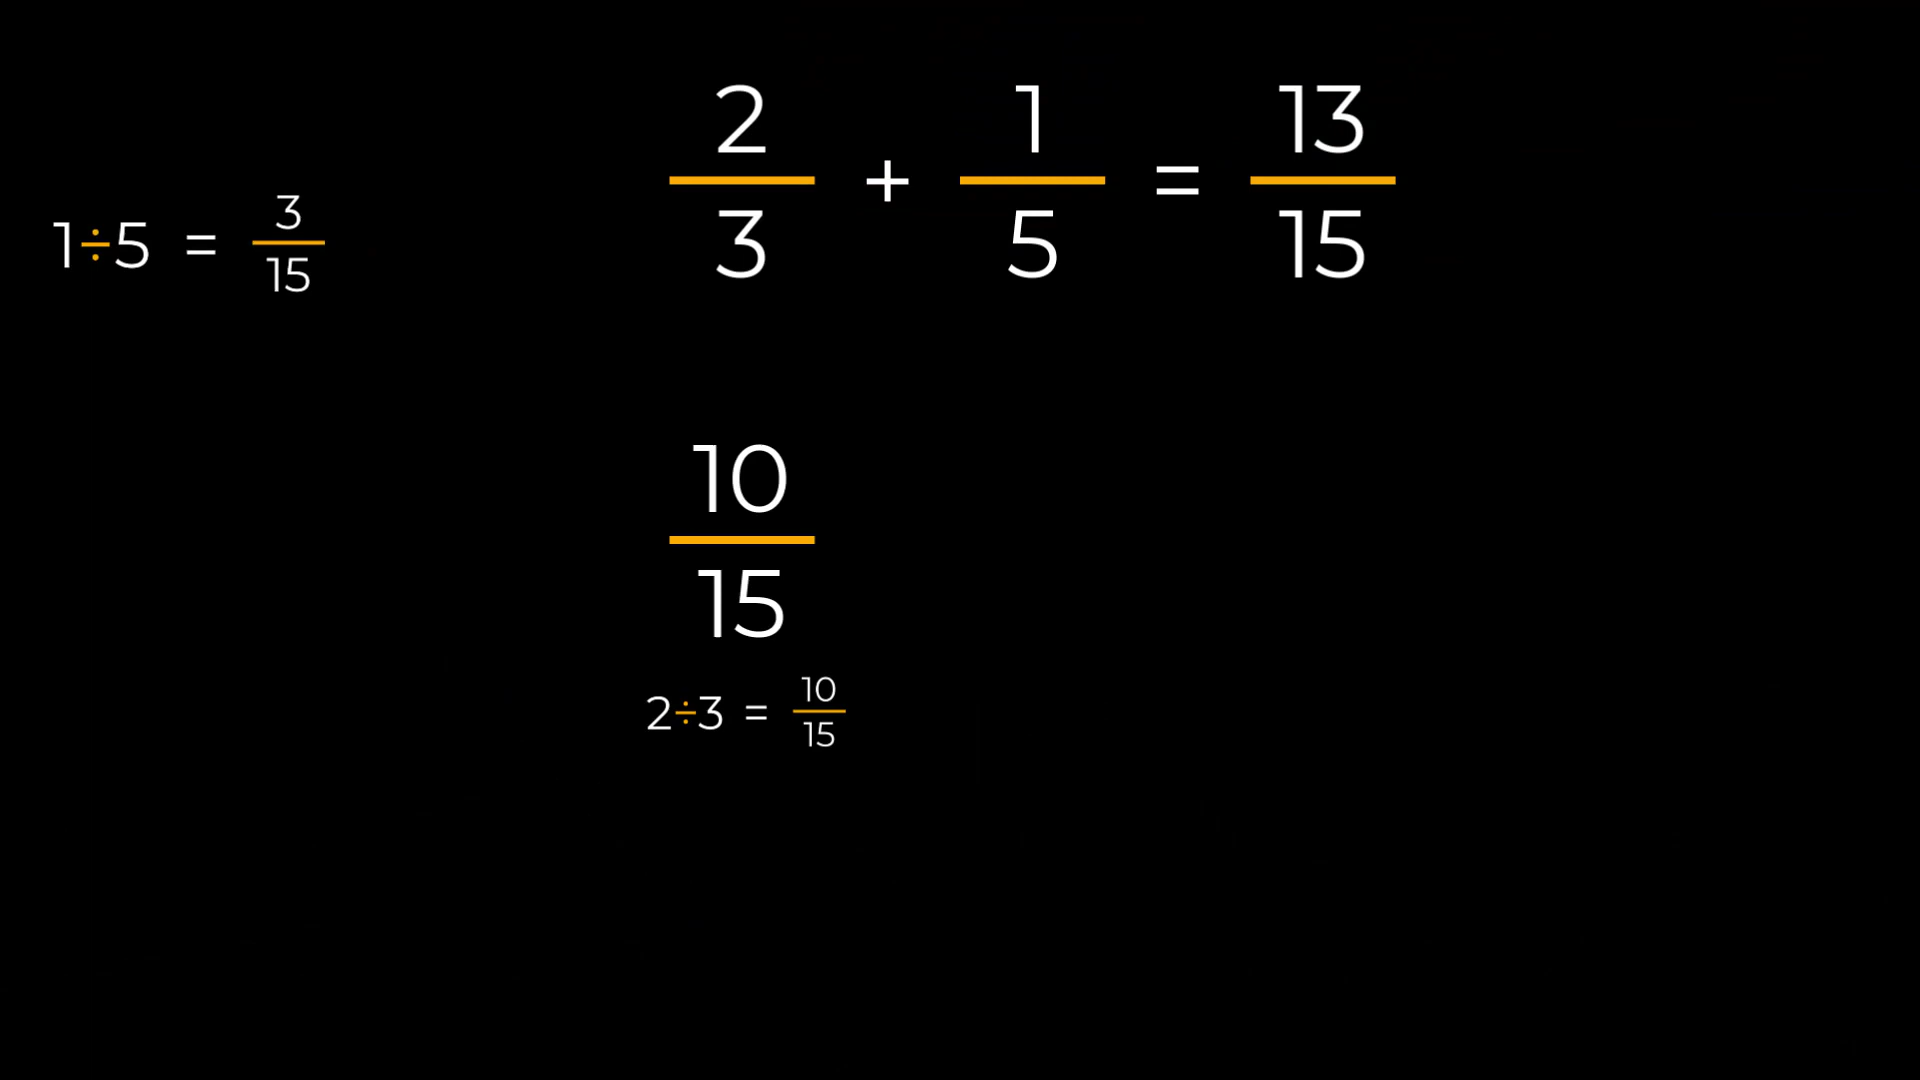 2/3 + 1/5 = 13/15
1÷5 = 3/15
10/15
2÷3 = 10/15